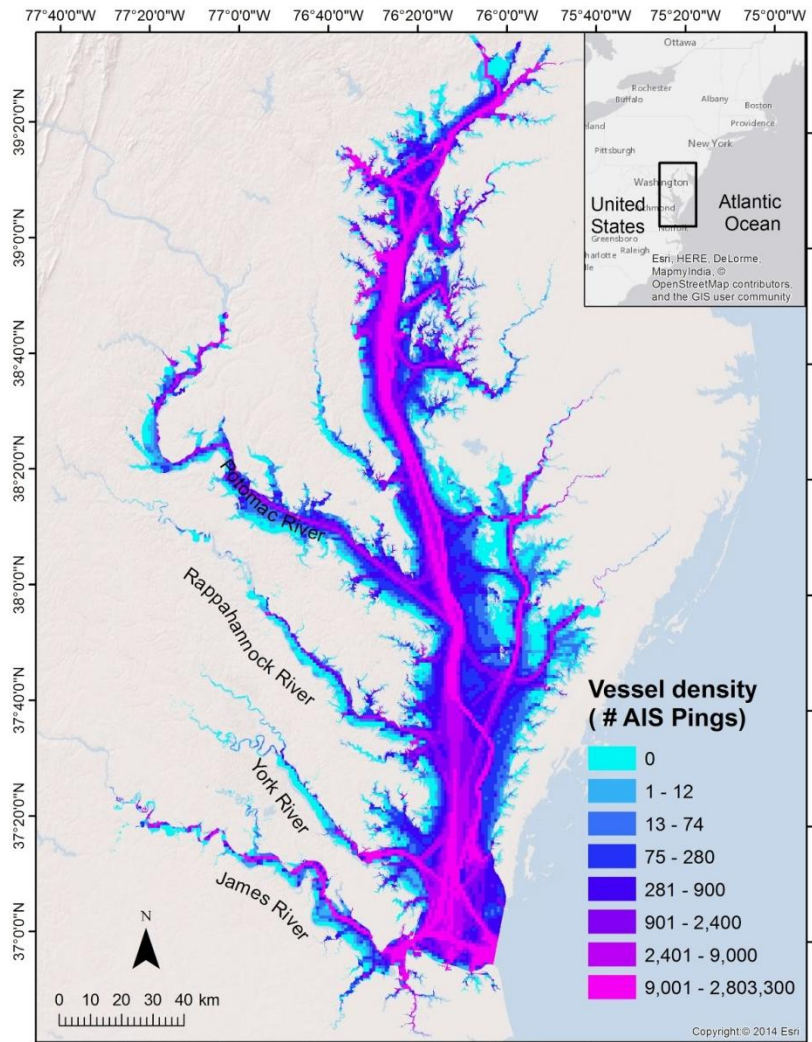 77°40'0"W 77°20'0"W 77°0'0"W 76°40'0"W 76°20'0"W 76°0'0"W 75°40'0"W 75°20'0"W 75°0'0"W
39°20'0"N
39°0'0"N
38°40'0"N
38°20'0"N
38°0'0"N
37°40'0"N
37°20'0"N
37°0'0"N
Ottawa
Rochester
Buffalo
Albany
Boston
Providence
eland
New York
Pittsburgh
Washington
United
States
chmond
Norfolk
Atlantic
Ocean
Greensboro
Raleigh
harlotte
lle
Esri, HERE, DeLorme,
MapmyIndia, ©
OpenStreetMap contributors,
and the GIS user community
Potomac River
Rappahannock River
York River
James River
Vessel density
( # AIS Pings)
0
1 - 12
13 - 74
75 - 280
281 - 900
901 - 2,400
2,401 - 9,000
9,001 - 2,803,300
N
0 10 20 30 40 km
Copyright:© 2014 Esri